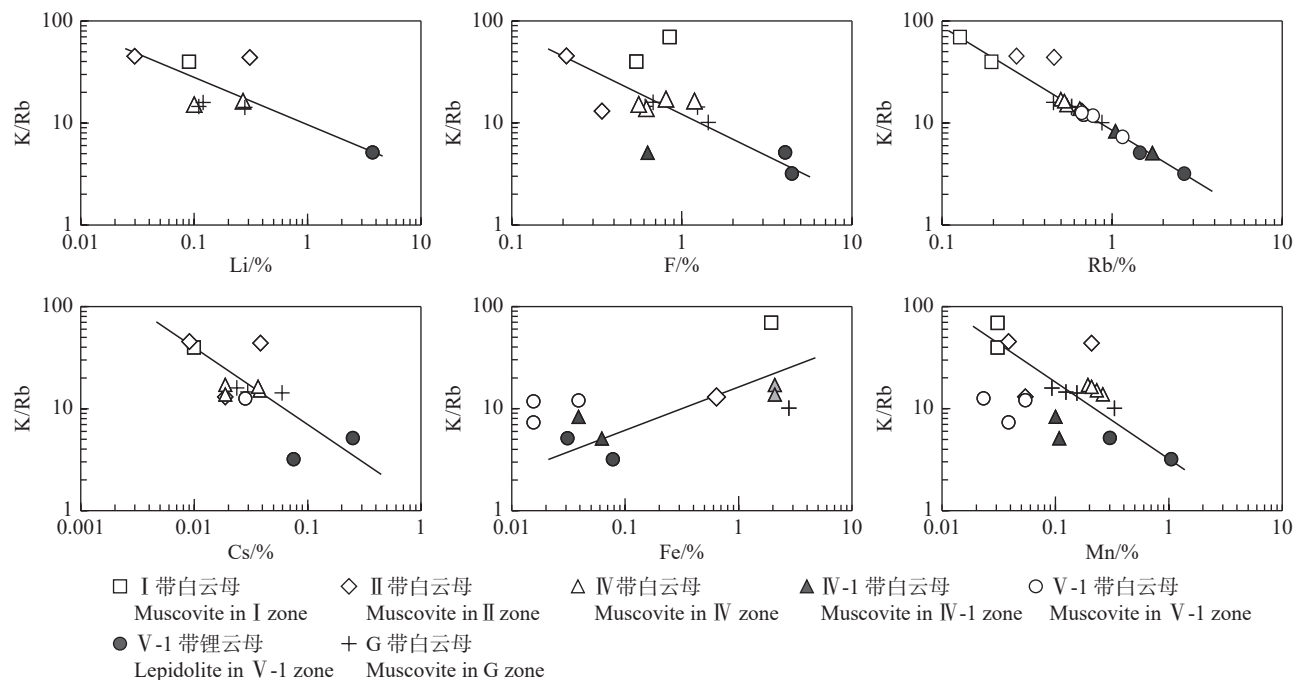 100
10
1
K/Rb
0.01
0.1
1
10
Li/%
100
10
1
K/Rb
0.1
1
10
F/%
100
10
1
K/Rb
0.1
1
10
Rb/%
100
10
1
K/Rb
0.001
0.01
0.1
1
Cs/%
100
10
1
K/Rb
0.01
0.1
1
10
Fe/%
100
10
1
K/Rb
0.01
0.1
1
10
Mn/%
Ⅰ 带白云母
Muscovite in Ⅰ zone
Ⅱ 带白云母
Muscovite in Ⅱ zone
Ⅳ 带白云母
Muscovite in Ⅳ zone
Ⅳ-1 带白云母
Muscovite in Ⅳ-1 zone
Ⅴ-1 带白云母
Muscovite in Ⅴ-1 zone
Ⅴ-1 带锂云母
Lepidolite in Ⅴ-1 zone
G 带白云母
Muscovite in G zone